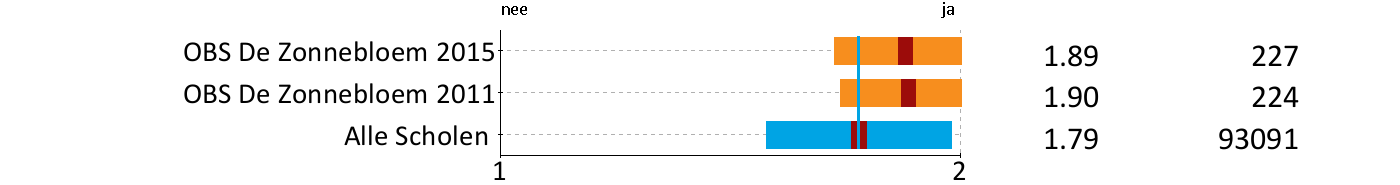 nee ja
OBS De Zonnebloem 2015 1.89 227
OBS De Zonnebloem 2011 1.90 224
Alle Scholen 1.79 93091
1 2